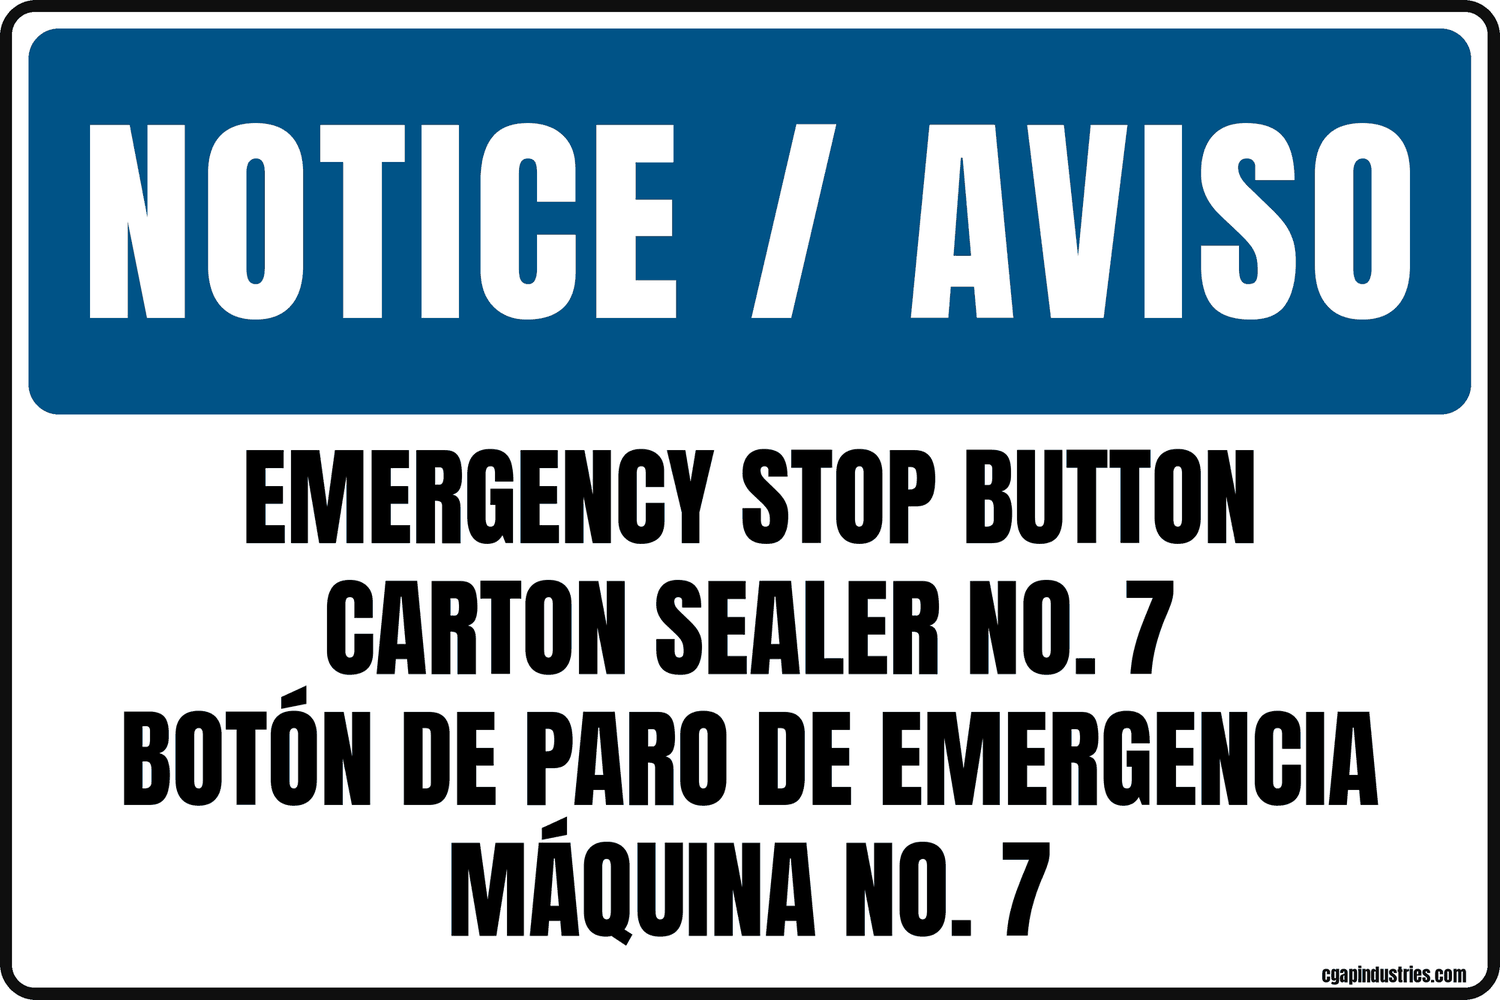 NOTICE / AVISO
EMERGENCY STOP BUTTON
CARTON SEALER NO. 7
BOTÓN DE PARO DE EMERGENCIA
MÁQUINA NO. 7
cgapindustries.com